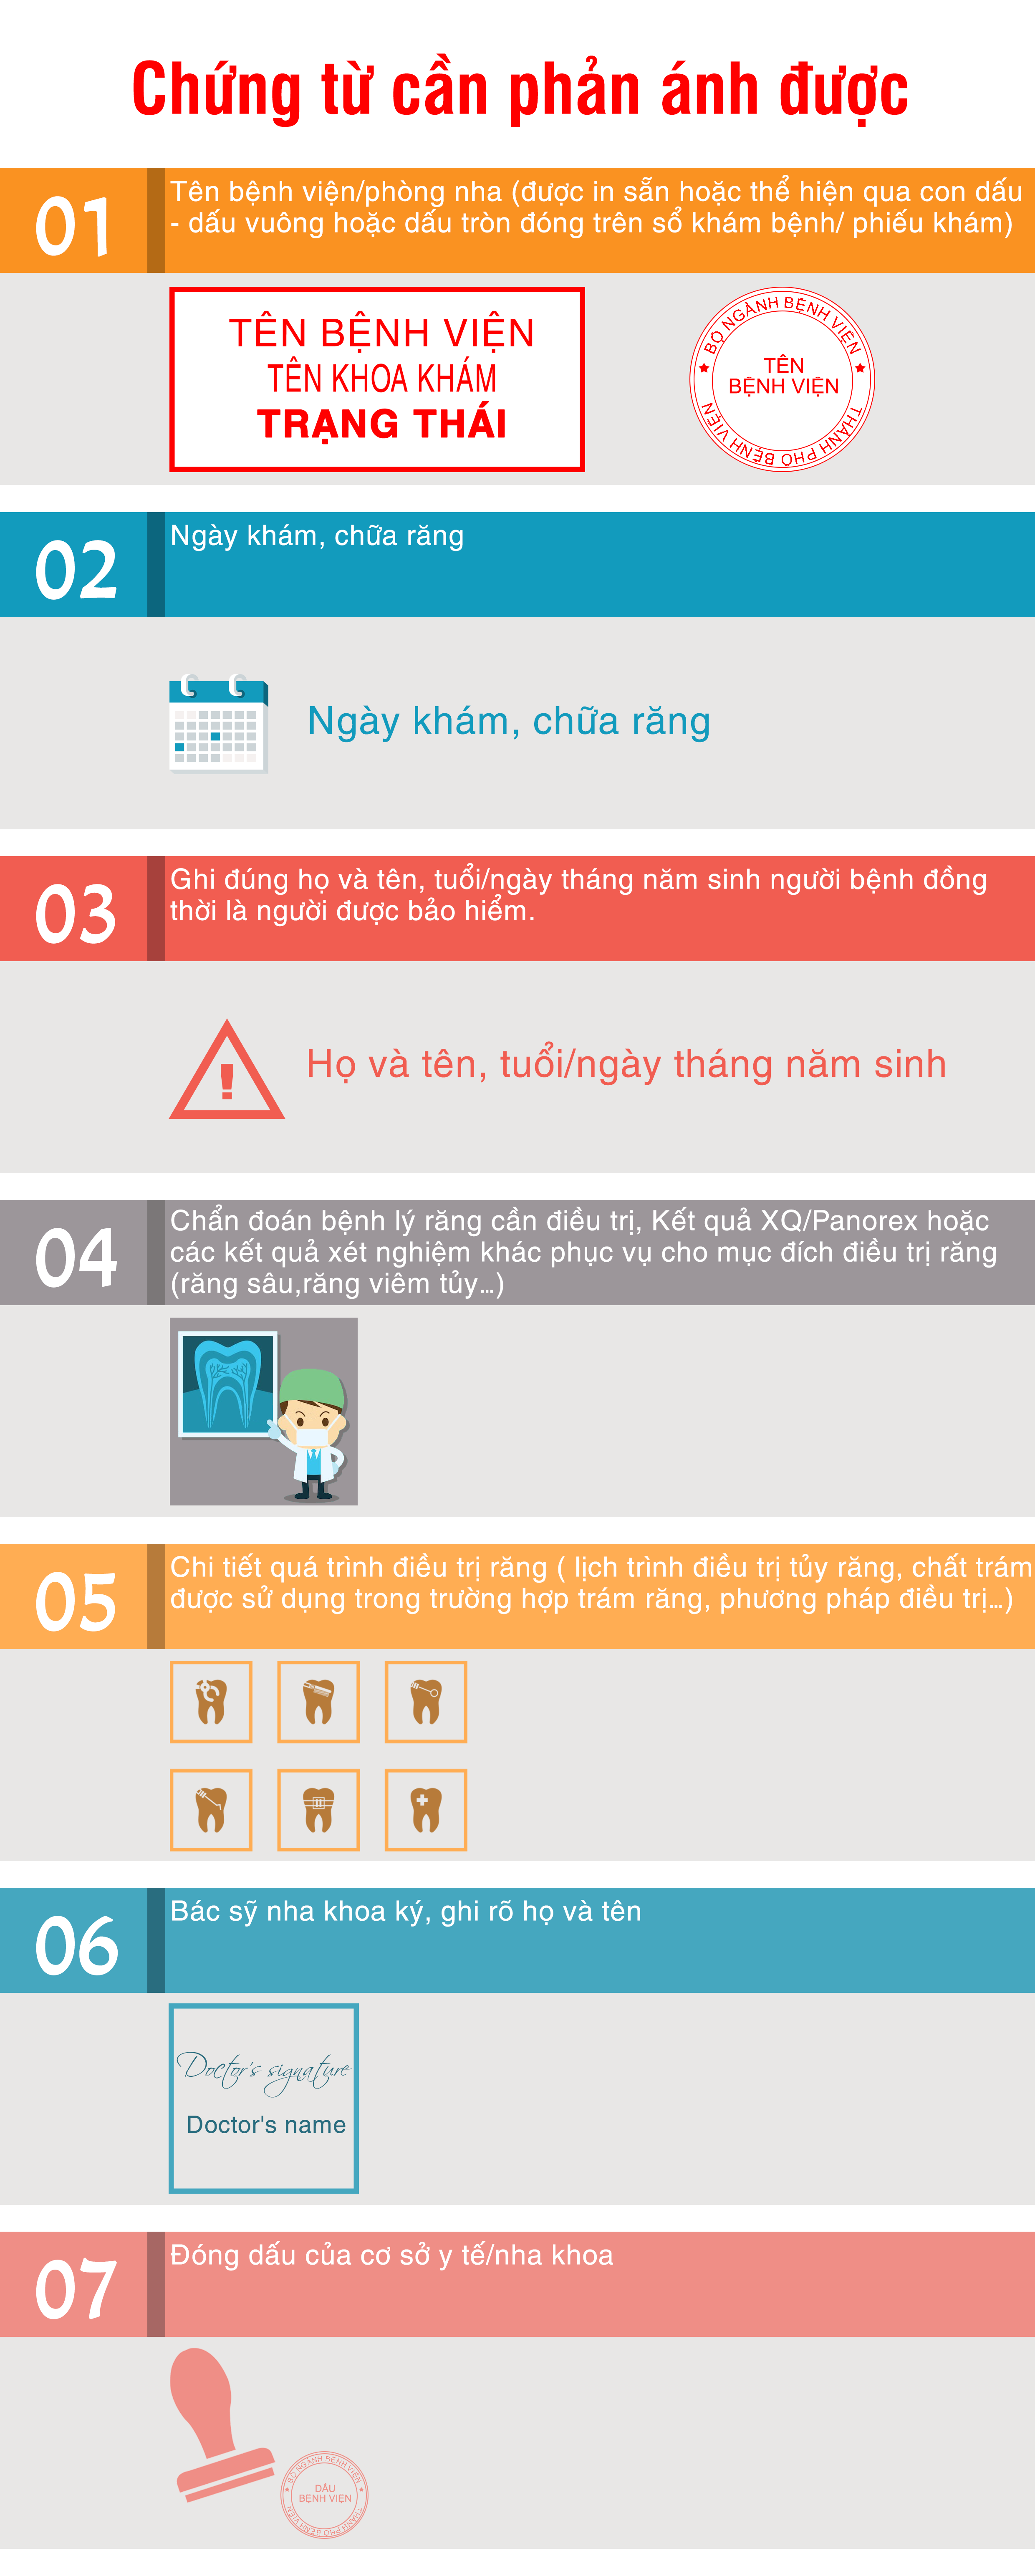 Chứng từ cần phản ánh được
01
Tên bệnh viện/phòng nha (được in sẵn hoặc thể hiện qua con dấu
- dấu vuông hoặc dấu tròn đóng trên sổ khám bệnh/ phiếu khám)
TÊN BỆNH VIỆN
TÊN KHOA KHÁM
TRẠNG THÁI
BỘ NGÀNH BỆNH VIỆN
TÊN
BỆNH VIỆN
THÀNH PHỐ BỆNH VIỆN
02
Ngày khám, chữa răng
Ngày khám, chữa răng
03
Ghi đúng họ và tên, tuổi/ngày tháng năm sinh người bệnh đồng
thời là người được bảo hiểm.
!
Họ và tên, tuổi/ngày tháng năm sinh
04
Chẩn đoán bệnh lý răng cần điều trị, Kết quả XQ/Panorex hoặc
các kết quả xét nghiệm khác phục vụ cho mục đích điều trị răng
(răng sâu,răng viêm tủy...)
05
Chi tiết quá trình điều trị răng ( lịch trình điều trị tủy răng, chất trám
được sử dụng trong trường hợp trám răng, phương pháp điều trị...)
06
Bác sỹ nha khoa ký, ghi rõ họ và tên
Doctor's signature
Doctor's name
07
Đóng dấu của cơ sở y tế/nha khoa
BỘ NGÀNH BỆNH VIỆN
DẤU
BỆNH VIỆN
THÀNH PHỐ BỆNH VIỆN